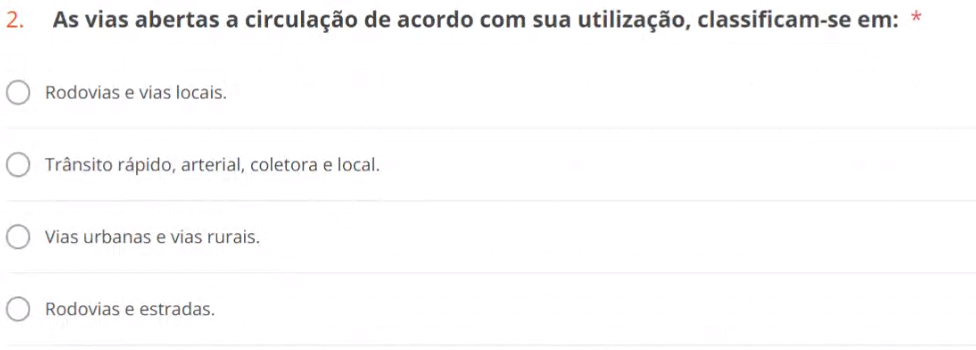 2. As vias abertas a circulação de acordo com sua utilização, classificam-se em: *
Rodovias e vias locais.
Trânsito rápido, arterial, coletora e local.
Vias urbanas e vias rurais.
Rodovias e estradas.